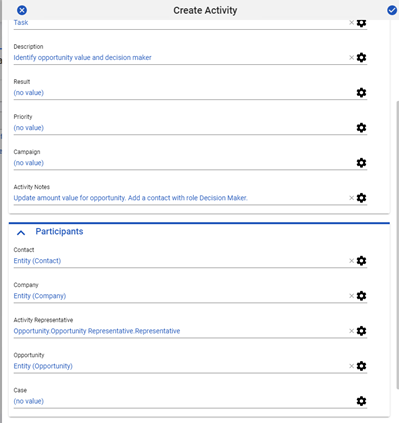 Create Activity
Task
Description
Identify opportunity value and decision maker
Result
(no value)
Priority
(no value)
Campaign
(no value)
Activity Notes
Update amount value for opportunity. Add a contact with role Decision Maker.
Participants
Contact
Entity (Contact)
Company
Entity (Company)
Activity Representative
Opportunity.Opportunity Representative.Representative
Opportunity
Entity (Opportunity)
Case
(no value)